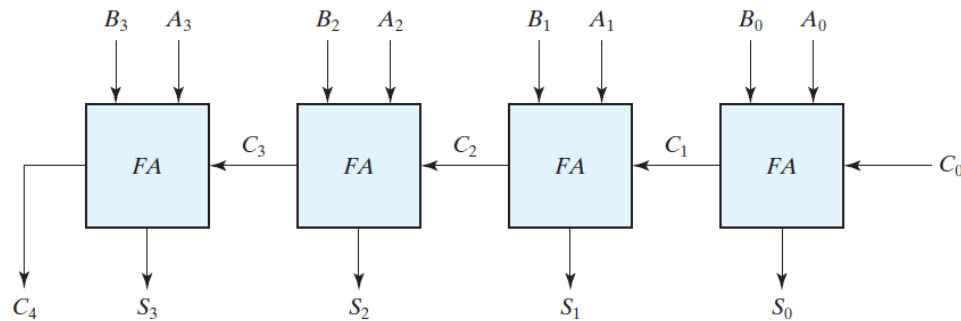 B₃ A₃ B₂ A₂ B₁ A₁ B₀ A₀
C₃ C₂ C₁
FA FA FA FA C₀
C₄ S₃ S₂ S₁ S₀